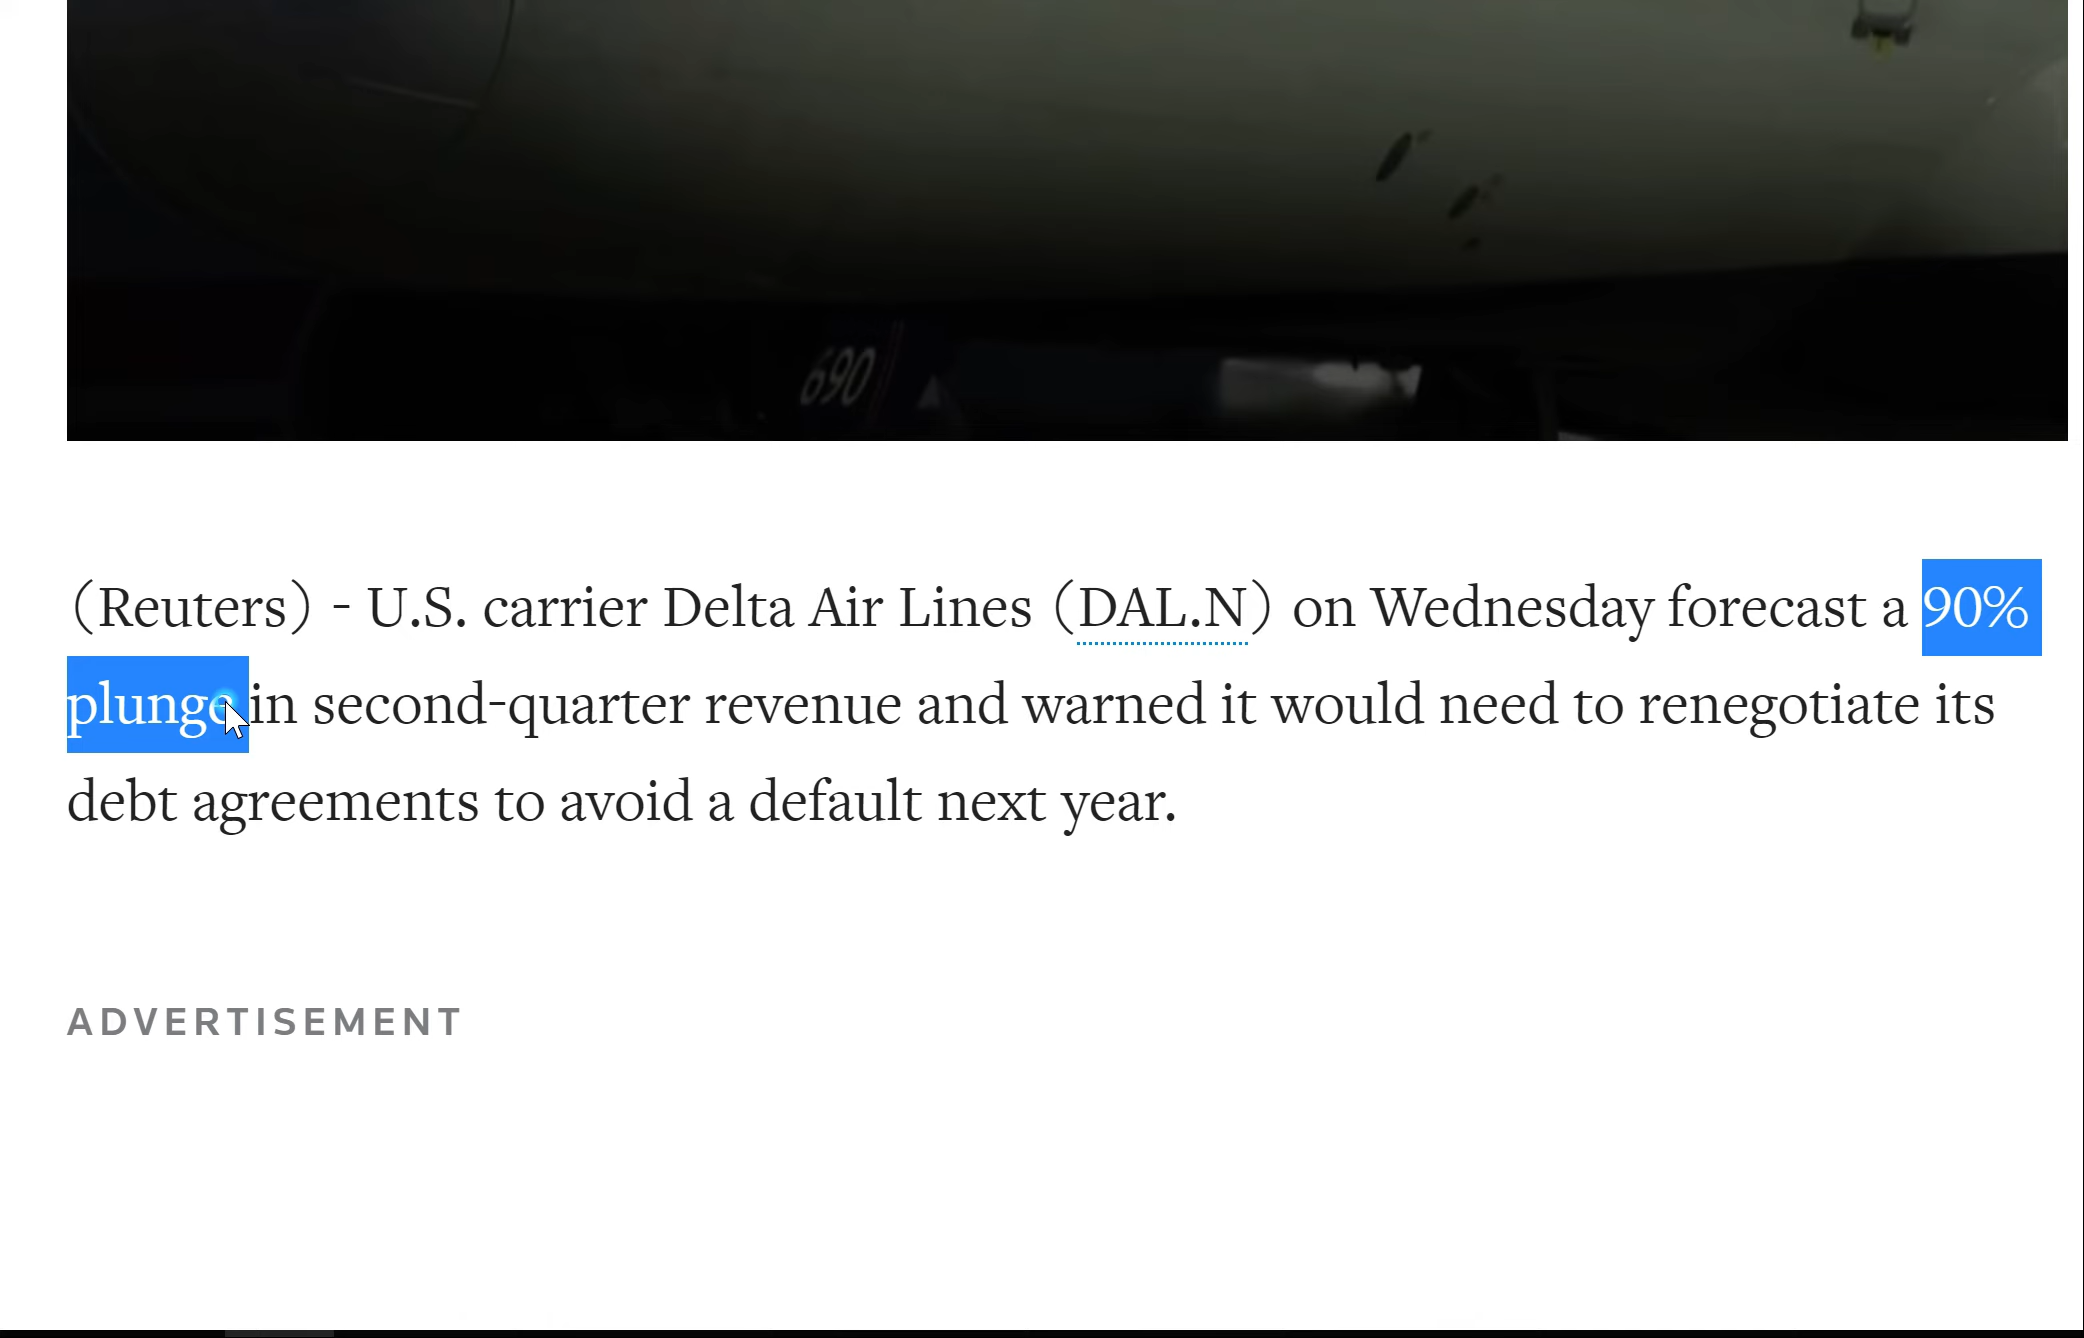 690
(Reuters) - U.S. carrier Delta Air Lines (DAL.N) on Wednesday forecast a 90%
plunge in second-quarter revenue and warned it would need to renegotiate its
debt agreements to avoid a default next year.
ADVERTISEMENT